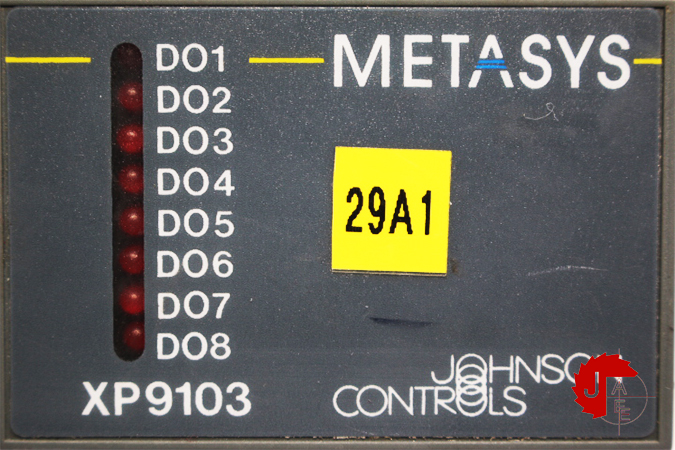 DO1
DO2
DO3
DO4
DO5
DO6
DO7
DO8
METASYS
29A1
XP9103
JOHNSON
CONTROLS